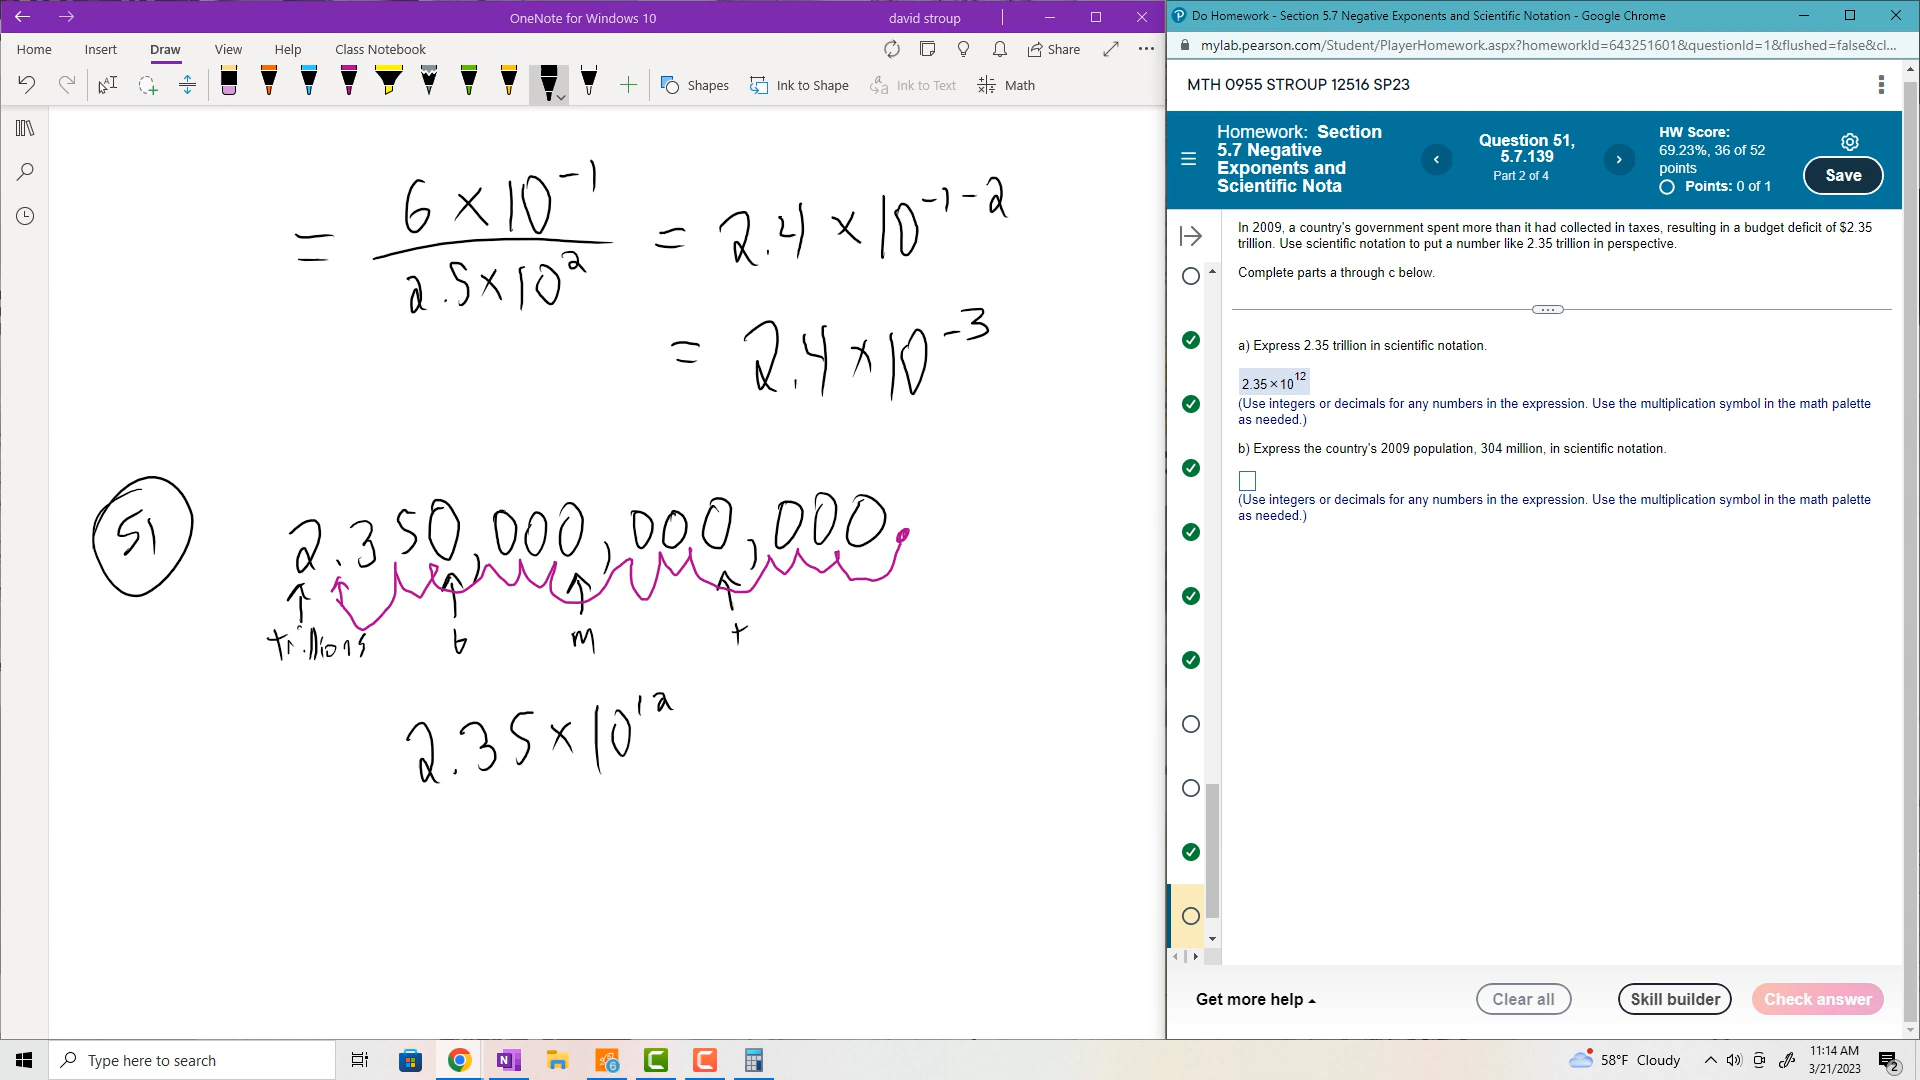 OneNote for Windows 10
david stroup
Home Insert Draw View Help Class Notebook
Share
Shapes Ink to Shape Ink to Text Math
= 6 × 10^-1 / 2.5 × 10^2 = 2.4 × 10^-1-2
= 2.4 × 10^-3
51
2.350,000,000,000.
trillions b m t
2.35 × 10^12
Do Homework - Section 5.7 Negative Exponents and Scientific Notation - Google Chrome
mylab.pearson.com/Student/PlayerHomework.aspx?homeworkId=643251601&questionId=1&flushed=false&cl...
MTH 0955 STROUP 12516 SP23
Homework: Section
5.7 Negative
Exponents and
Scientific Nota
Question 51,
5.7.139
Part 2 of 4
HW Score:
69.23%, 36 of 52
points
Points: 0 of 1
Save
In 2009, a country's government spent more than it had collected in taxes, resulting in a budget deficit of $2.35
trillion. Use scientific notation to put a number like 2.35 trillion in perspective.
Complete parts a through c below.
a) Express 2.35 trillion in scientific notation.
2.35×10^12
(Use integers or decimals for any numbers in the expression. Use the multiplication symbol in the math palette
as needed.)
b) Express the country's 2009 population, 304 million, in scientific notation.
(Use integers or decimals for any numbers in the expression. Use the multiplication symbol in the math palette
as needed.)
Get more help
Clear all
Skill builder
Check answer
Type here to search
6
58°F Cloudy
11:14 AM
3/21/2023
2